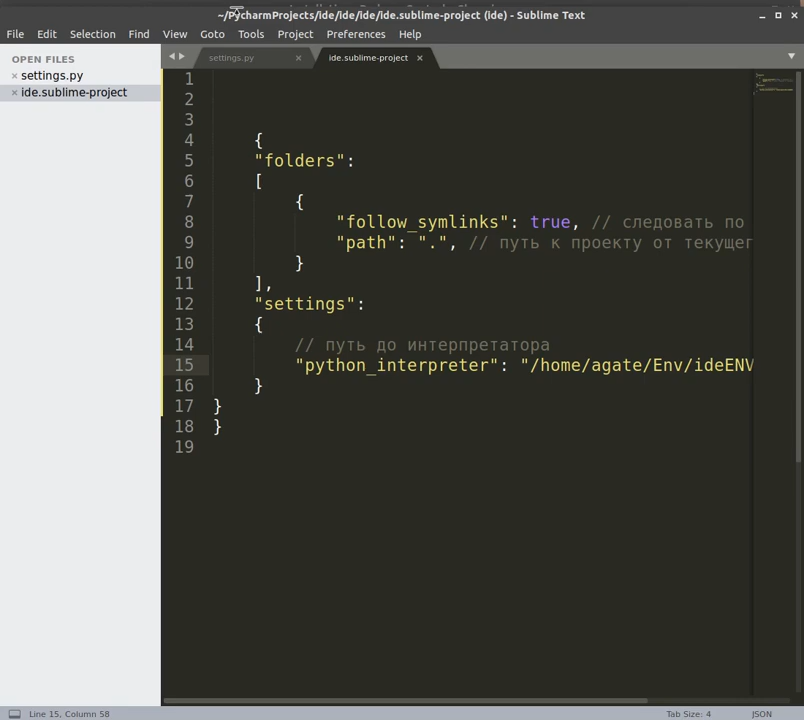 ~/PycharmProjects/ide/ide/ide/ide.sublime-project (ide) - Sublime Text
File Edit Selection Find View Goto Tools Project Preferences Help
OPEN FILES
settings.py
ide.sublime-project
settings.py ide.sublime-project
1
2
3
4 {
5 "folders":
6 [
7 {
8 "follow_symlinks": true, // следовать по
9 "path": ".", // путь к проекту от текущег
10 }
11 ],
12 "settings":
13 {
14 // путь до интерпретатора
15 "python_interpreter": "/home/agate/Env/ideENV
16 }
17 }
18 }
19
Line 15, Column 58 Tab Size: 4 JSON